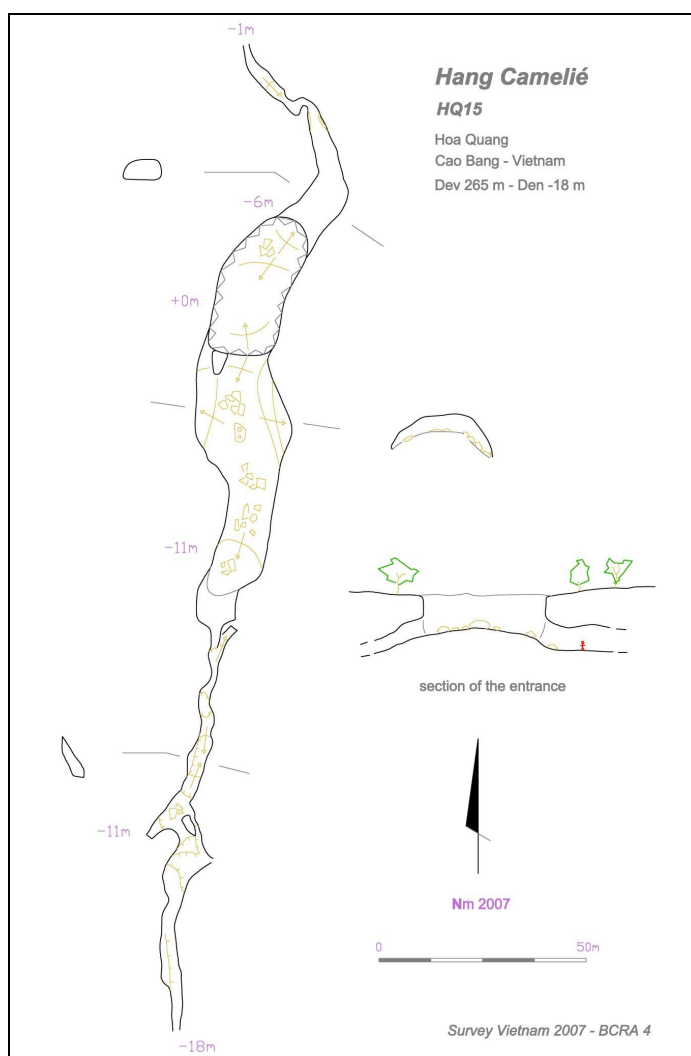 -1m
Hang Camelié
HQ15
Hoa Quang
Cao Bang - Vietnam
Dev 265 m - Den -18 m
-6m
+0m
-11m
section of the entrance
-11m
Nm 2007
0 50m
Survey Vietnam 2007 - BCRA 4
-18m